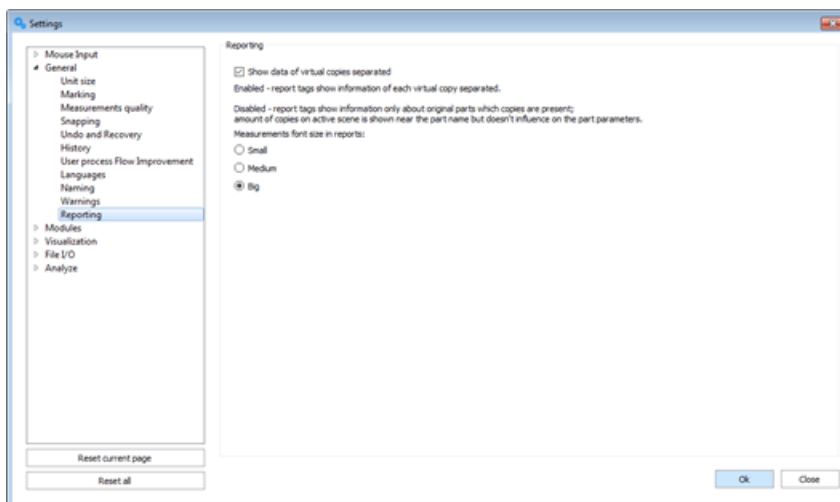 Settings
Mouse Input
General
Unit size
Marking
Measurements quality
Snapping
Undo and Recovery
History
User process Flow Improvement
Languages
Naming
Warnings
Reporting
Modules
Visualization
File I/O
Analyze
Reset current page
Reset all
Reporting
Show data of virtual copies separated
Enabled - report tags show information of each virtual copy separated.
Disabled - report tags show information only about original parts which copies are present;
amount of copies on active scene is shown near the part name but doesn't influence on the part parameters.
Measurements font size in reports:
Small
Medium
Big
Ok
Close